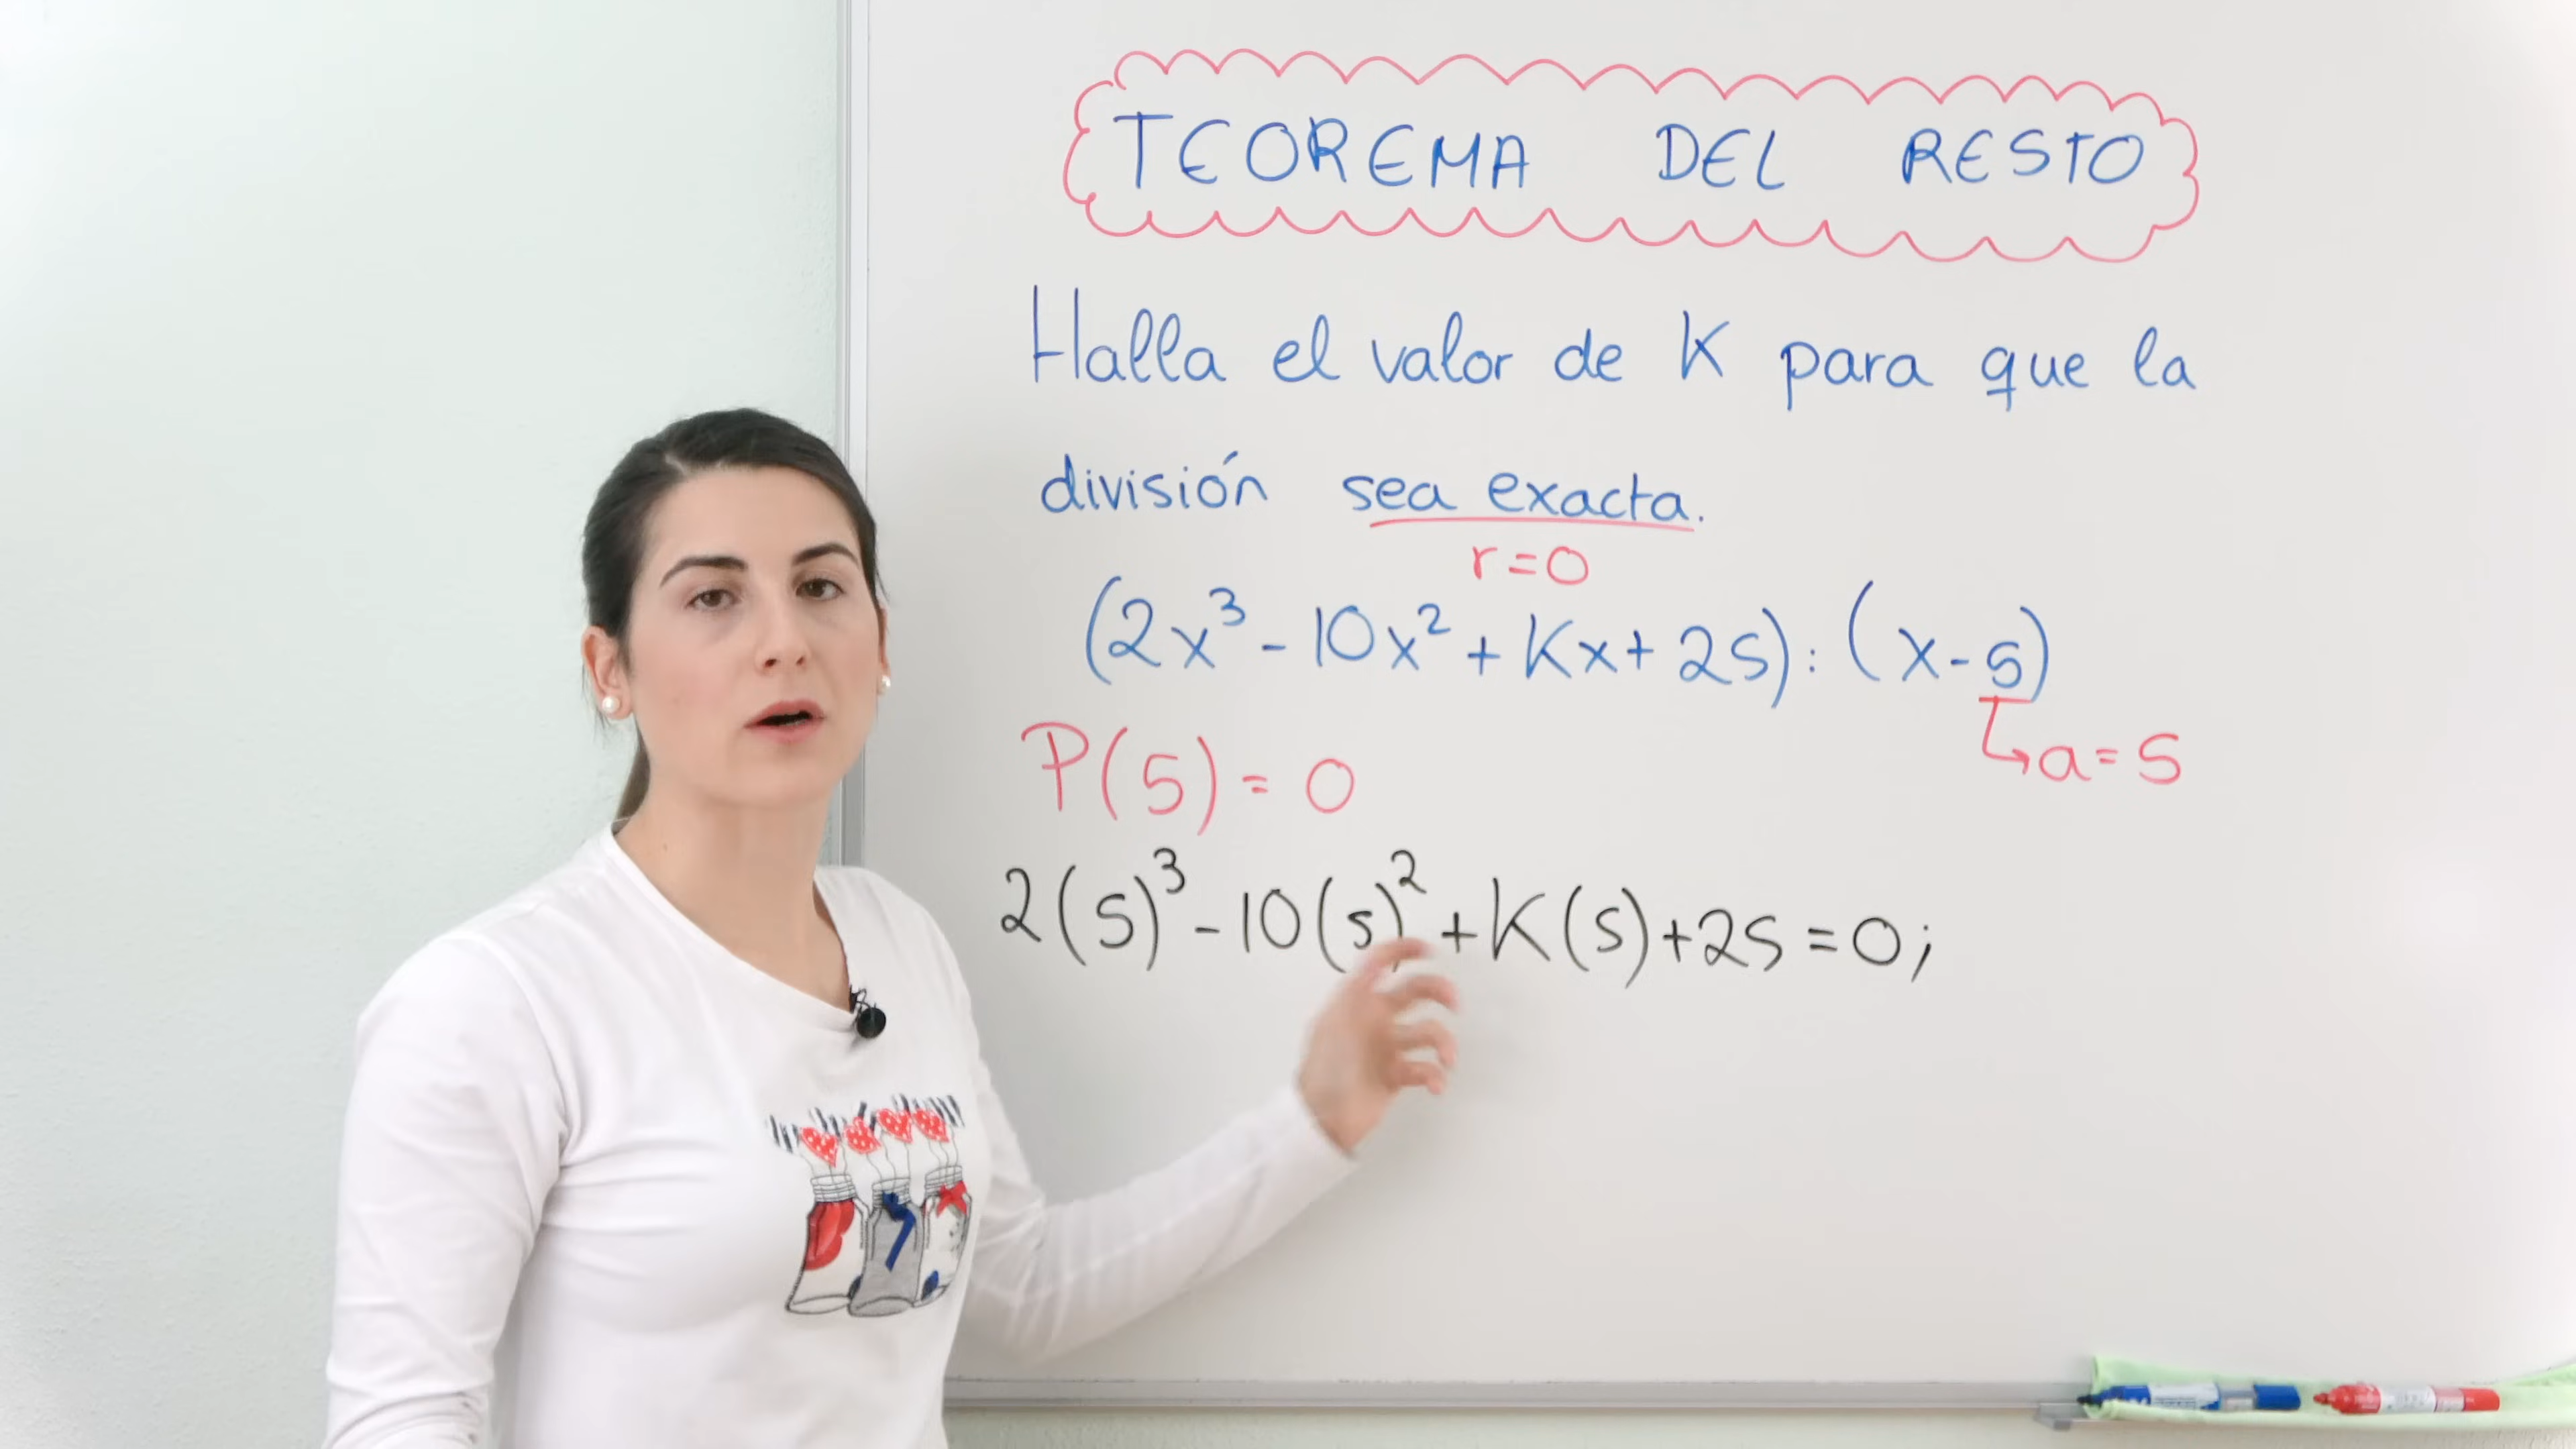 TEOREMA DEL RESTO
Halla el valor de K para que la
división sea exacta.
r=0
(2x³ - 10x² + Kx + 25) : (x - 5)
a = 5
P(5) = 0
2(5)³ - 10(5)² + K(5) + 25 = 0;